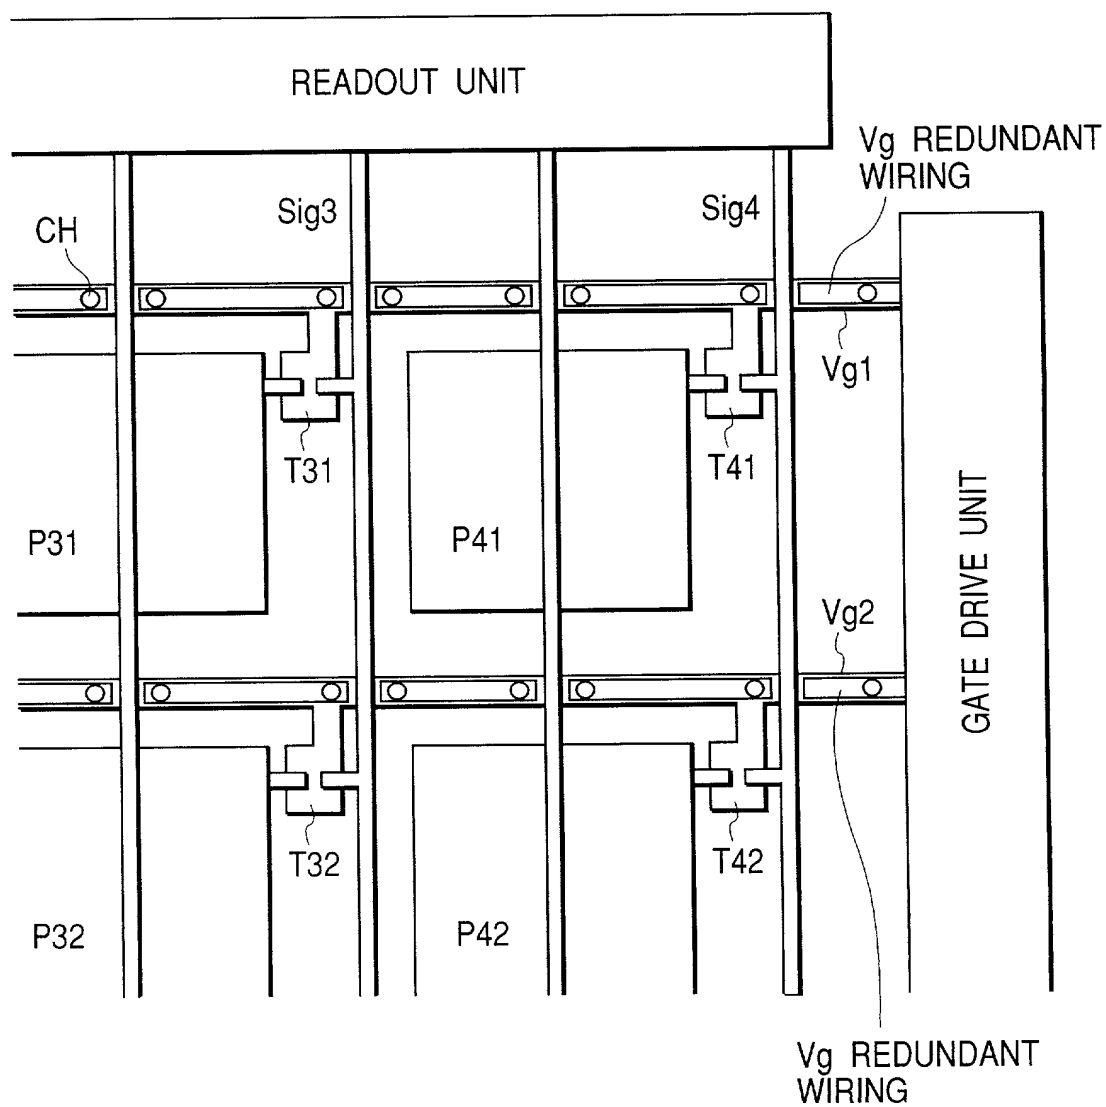 READOUT UNIT
Vg REDUNDANT
WIRING
Sig3
Sig4
CH
Vg1
T31
T41
P31
P41
GATE DRIVE UNIT
Vg2
T32
T42
P32
P42
Vg REDUNDANT
WIRING